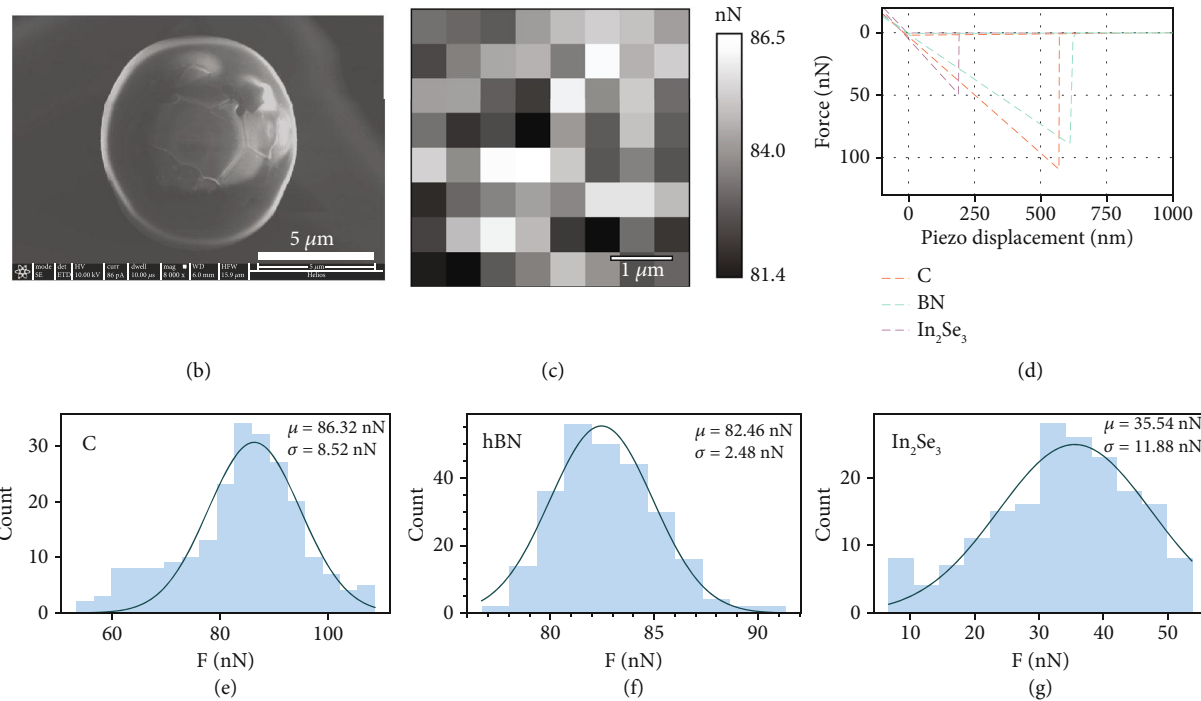 5 μm
mode det HV curr dwell mag WD HFW
SE ETD 10.00 kV 86 pA 10.00 μs 8 000 x 6.0 mm 15.9 μm
5 μm
Helios
(b)
nN
86.5
84.0
81.4
1 μm
(c)
Force (nN)
0
50
100
0 250 500 750 1000
Piezo displacement (nm)
C
BN
In₂Se₃
(d)
C
μ = 86.32 nN
σ = 8.52 nN
Count
30
20
10
0
60 80 100
F (nN)
(e)
hBN
μ = 82.46 nN
σ = 2.48 nN
Count
40
20
0
80 85 90
F (nN)
(f)
In₂Se₃
μ = 35.54 nN
σ = 11.88 nN
Count
20
10
0
10 20 30 40 50
F (nN)
(g)